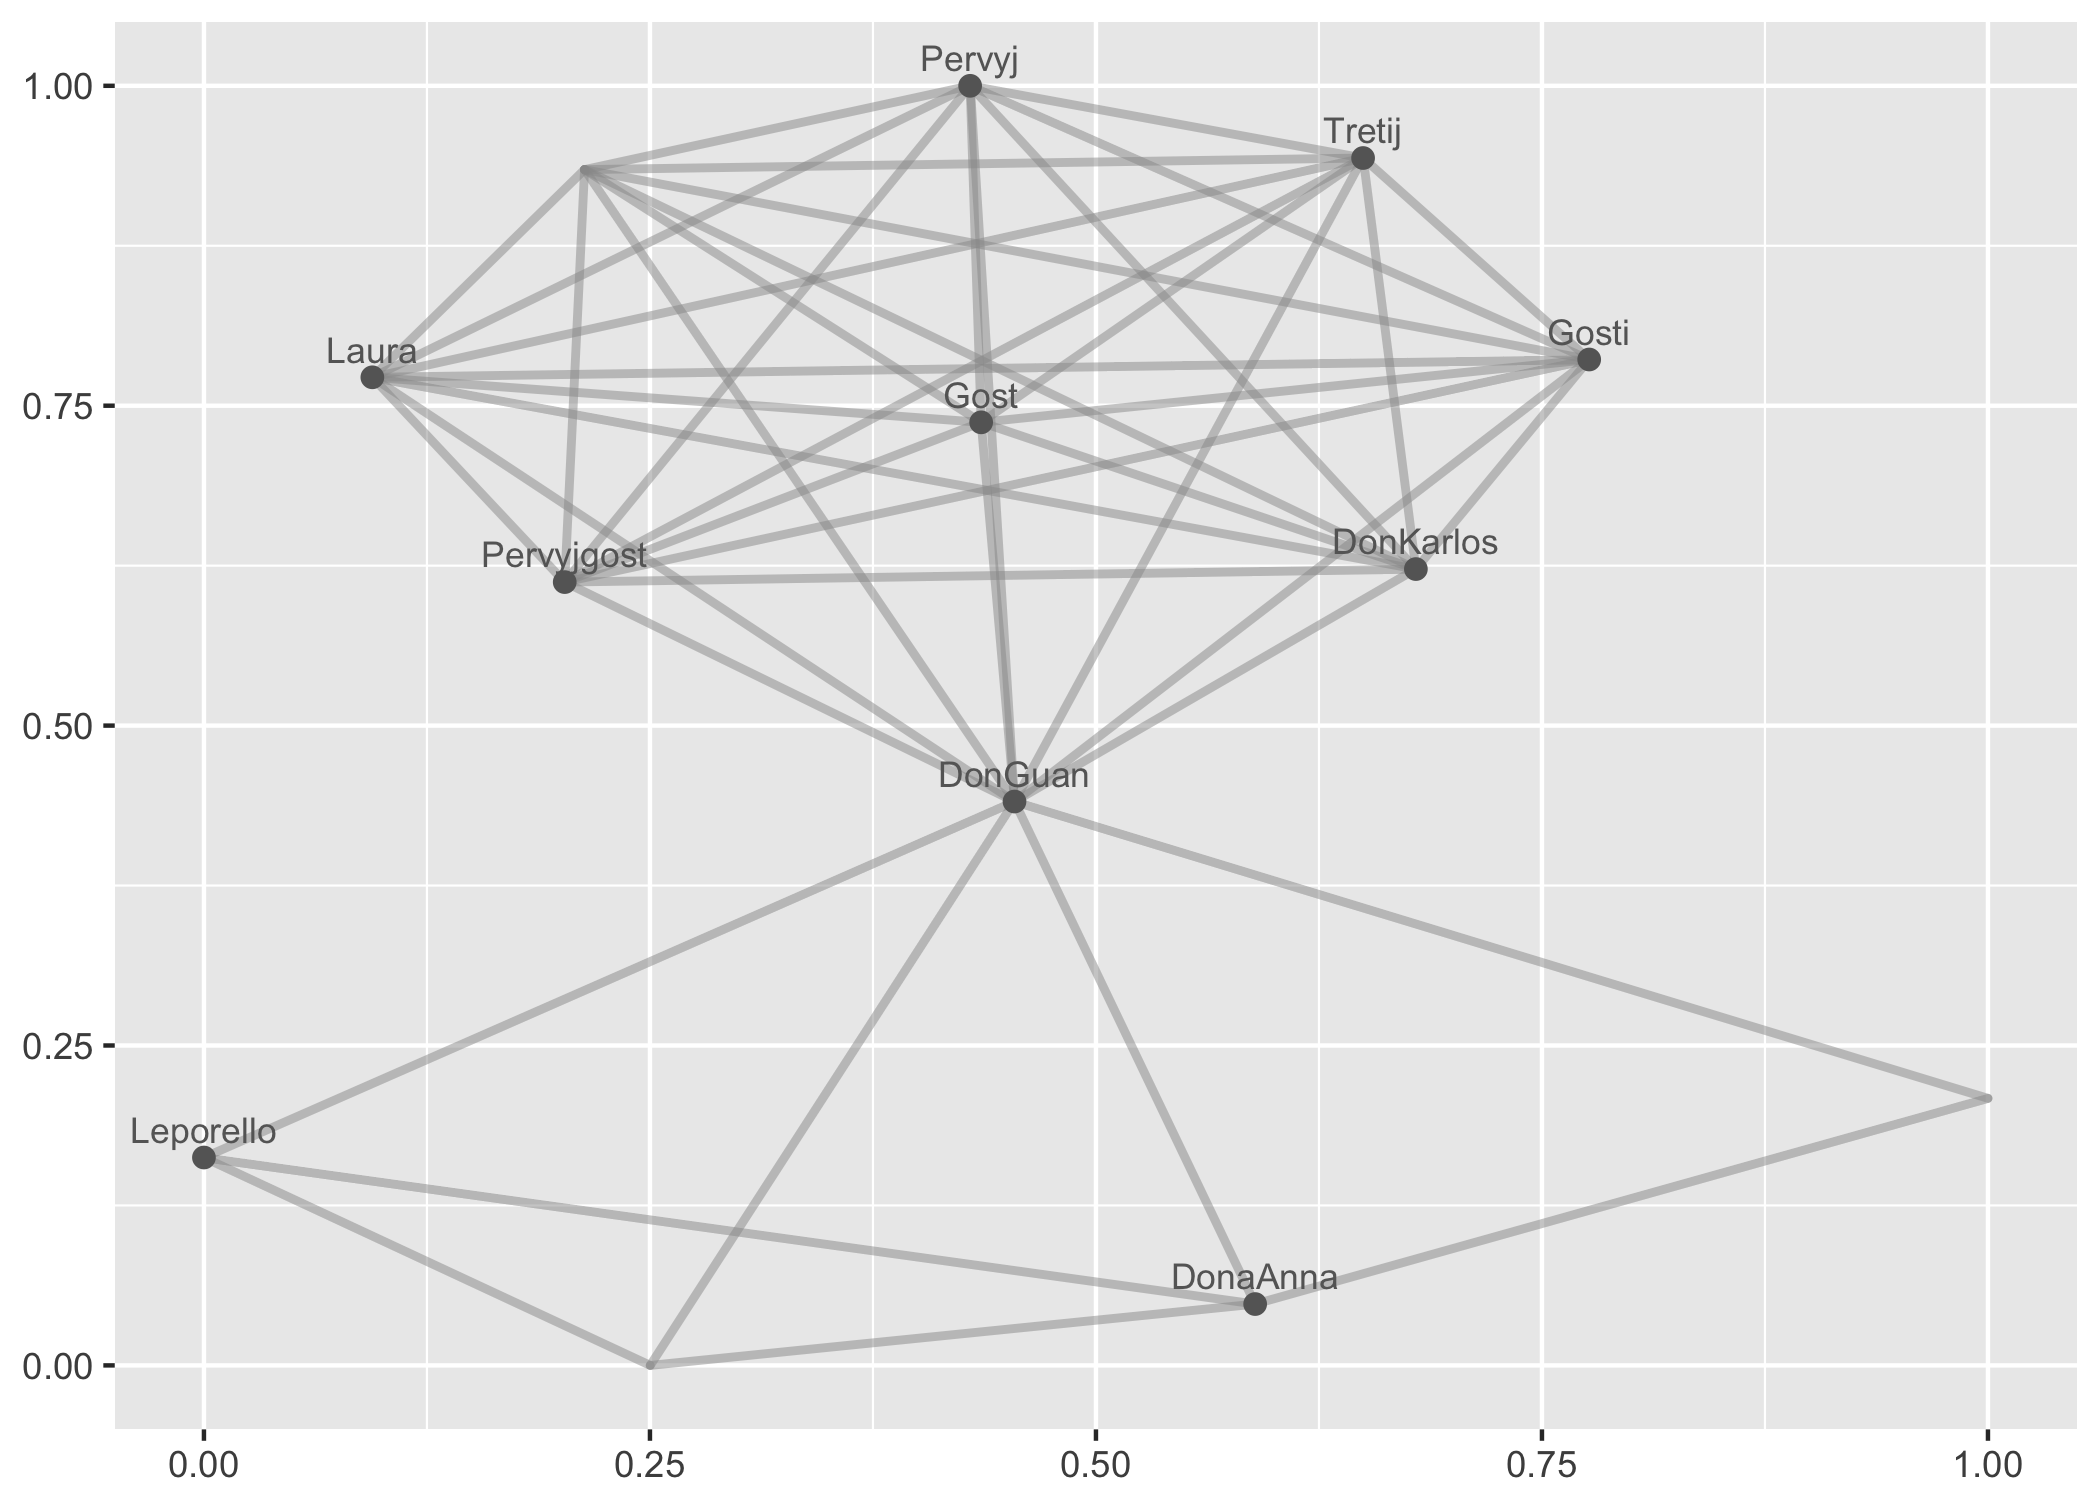 Pervyj
1.00
Tretij
Gosti
Laura
Gost
0.75
DonKarlos
Pervyjgost
0.50
DonGuan
0.25
Leporello
DonaAnna
0.00
0.00 0.25 0.50 0.75 1.00